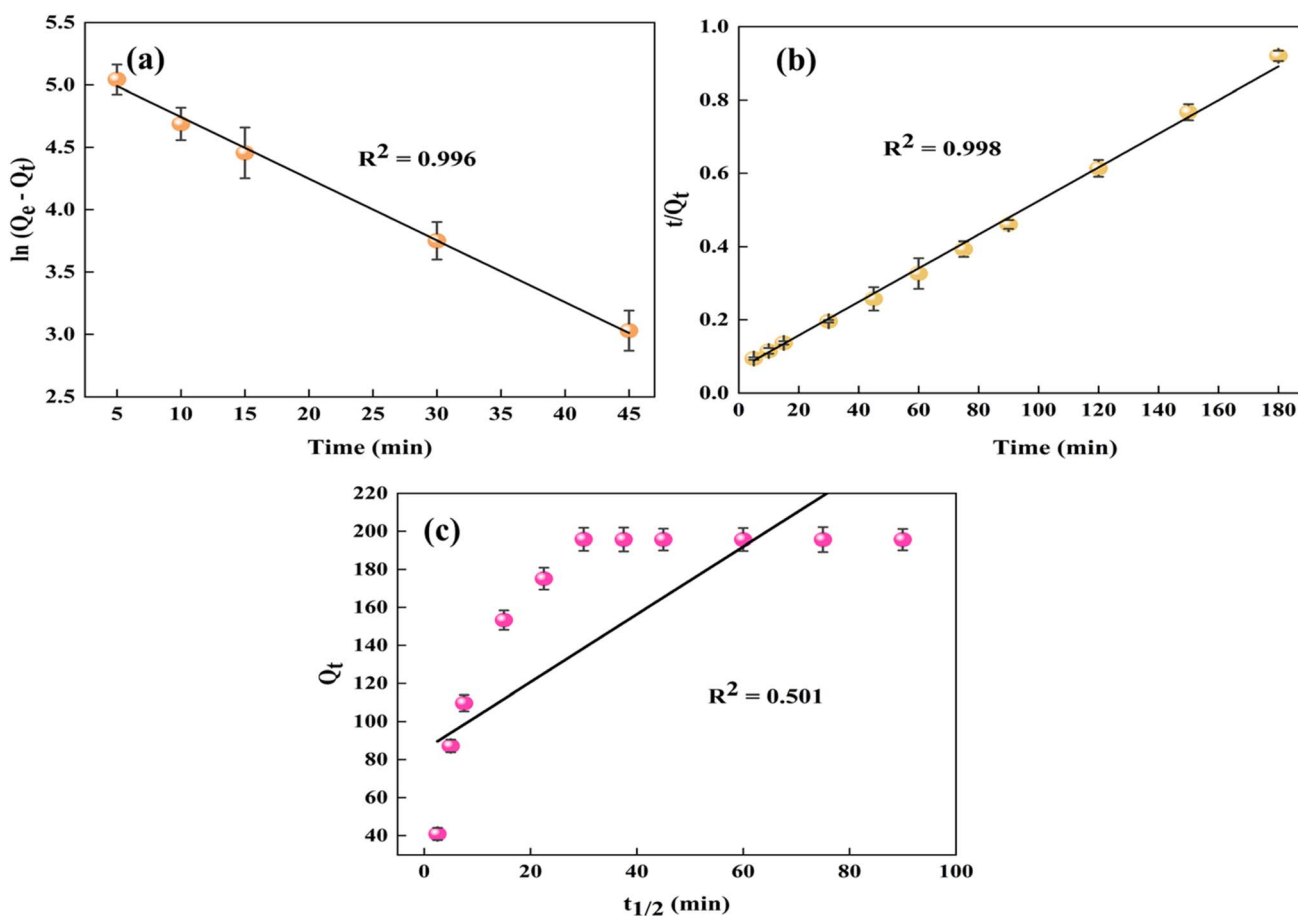 (a)
R² = 0.996
ln (Qₑ - Qₜ)
5.5
5.0
4.5
4.0
3.5
3.0
2.5
5 10 15 20 25 30 35 40 45
Time (min)
(b)
R² = 0.998
t/Qₜ
1.0
0.8
0.6
0.4
0.2
0.0
0 20 40 60 80 100 120 140 160 180
Time (min)
(c)
R² = 0.501
Qₜ
220
200
180
160
140
120
100
80
60
40
0 20 40 60 80 100
t₁/₂ (min)